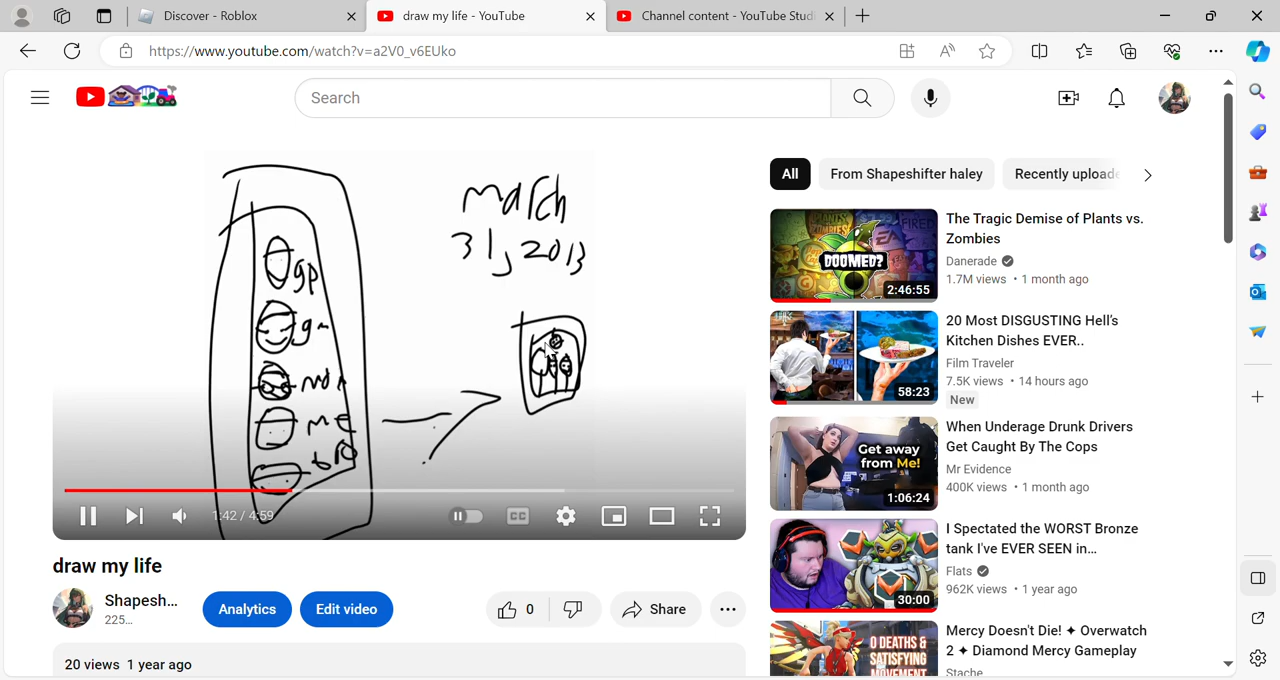 Discover - Roblox
draw my life - YouTube
Channel content - YouTube Studi
https://www.youtube.com/watch?v=a2V0_v6EUko
Search
march
31, 2013
gp
gm
mom
me
bro
1:42 / 4:59
CC
draw my life
Shapesh...
225...
Analytics
Edit video
0
Share
20 views 1 year ago
All
From Shapeshifter haley
Recently uploade
DOOMED?
FIRED
EA
2:46:55
The Tragic Demise of Plants vs.
Zombies
Danerade
1.7M views • 1 month ago
58:23
20 Most DISGUSTING Hell's
Kitchen Dishes EVER..
Film Traveler
7.5K views • 14 hours ago
New
Get away
from Me!
1:06:24
When Underage Drunk Drivers
Get Caught By The Cops
Mr Evidence
400K views • 1 month ago
30:00
I Spectated the WORST Bronze
tank I've EVER SEEN in...
Flats
962K views • 1 year ago
0 DEATHS &
SATISFYING
MOVEMENT
Mercy Doesn't Die! ✦ Overwatch
2 ✦ Diamond Mercy Gameplay
Stache